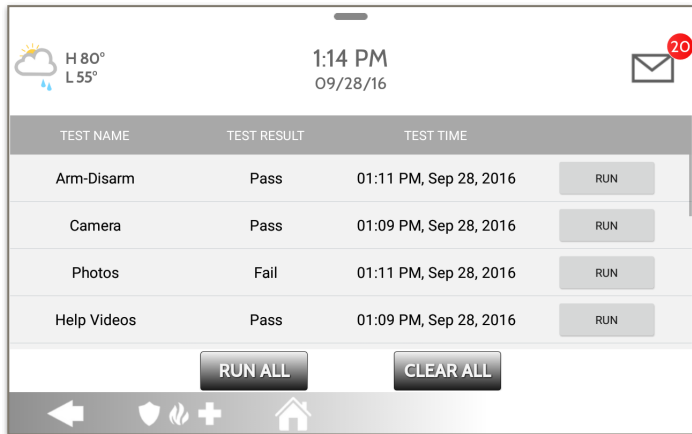 H 80°
L 55°
1:14 PM
09/28/16
20
TEST NAME TEST RESULT TEST TIME
Arm-Disarm Pass 01:11 PM, Sep 28, 2016 RUN
Camera Pass 01:09 PM, Sep 28, 2016 RUN
Photos Fail 01:11 PM, Sep 28, 2016 RUN
Help Videos Pass 01:09 PM, Sep 28, 2016 RUN
RUN ALL CLEAR ALL